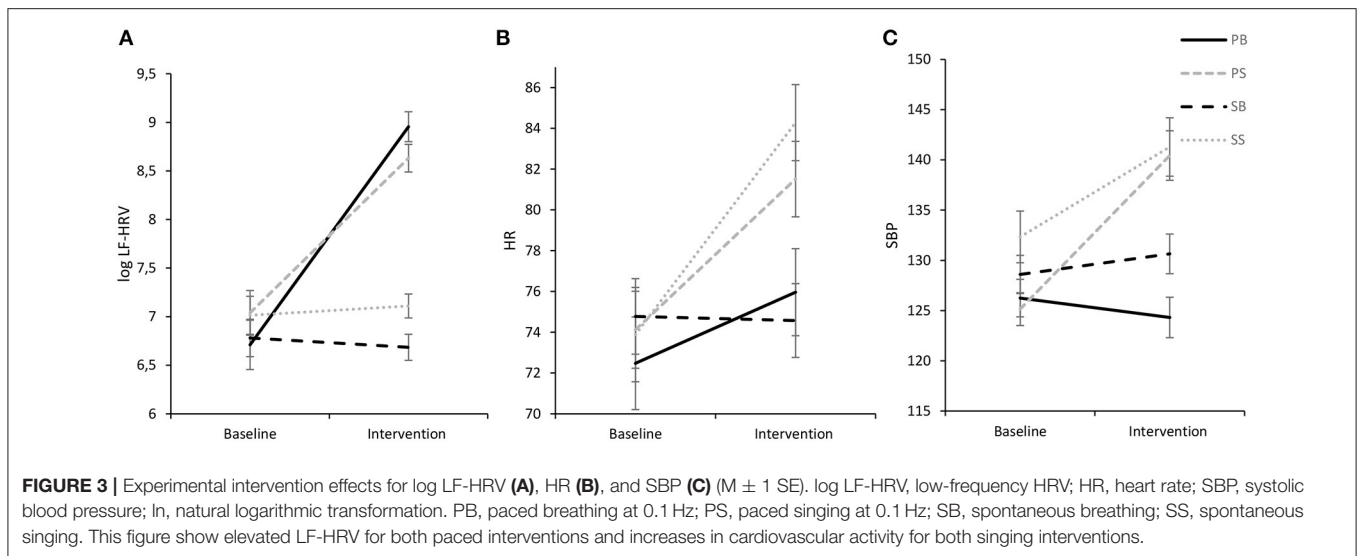 A
9,5
9
8,5
8
7,5
7
6,5
6
log LF-HRV
Baseline Intervention
B
86
84
82
80
78
76
74
72
70
HR
Baseline Intervention
C
150
145
140
135
130
125
120
115
SBP
Baseline Intervention
PB
PS
SB
SS
FIGURE 3 | Experimental intervention effects for log LF-HRV (A), HR (B), and SBP (C) (M ± 1 SE). log LF-HRV, low-frequency HRV; HR, heart rate; SBP, systolic
blood pressure; ln, natural logarithmic transformation. PB, paced breathing at 0.1 Hz; PS, paced singing at 0.1 Hz; SB, spontaneous breathing; SS, spontaneous
singing. This figure show elevated LF-HRV for both paced interventions and increases in cardiovascular activity for both singing interventions.